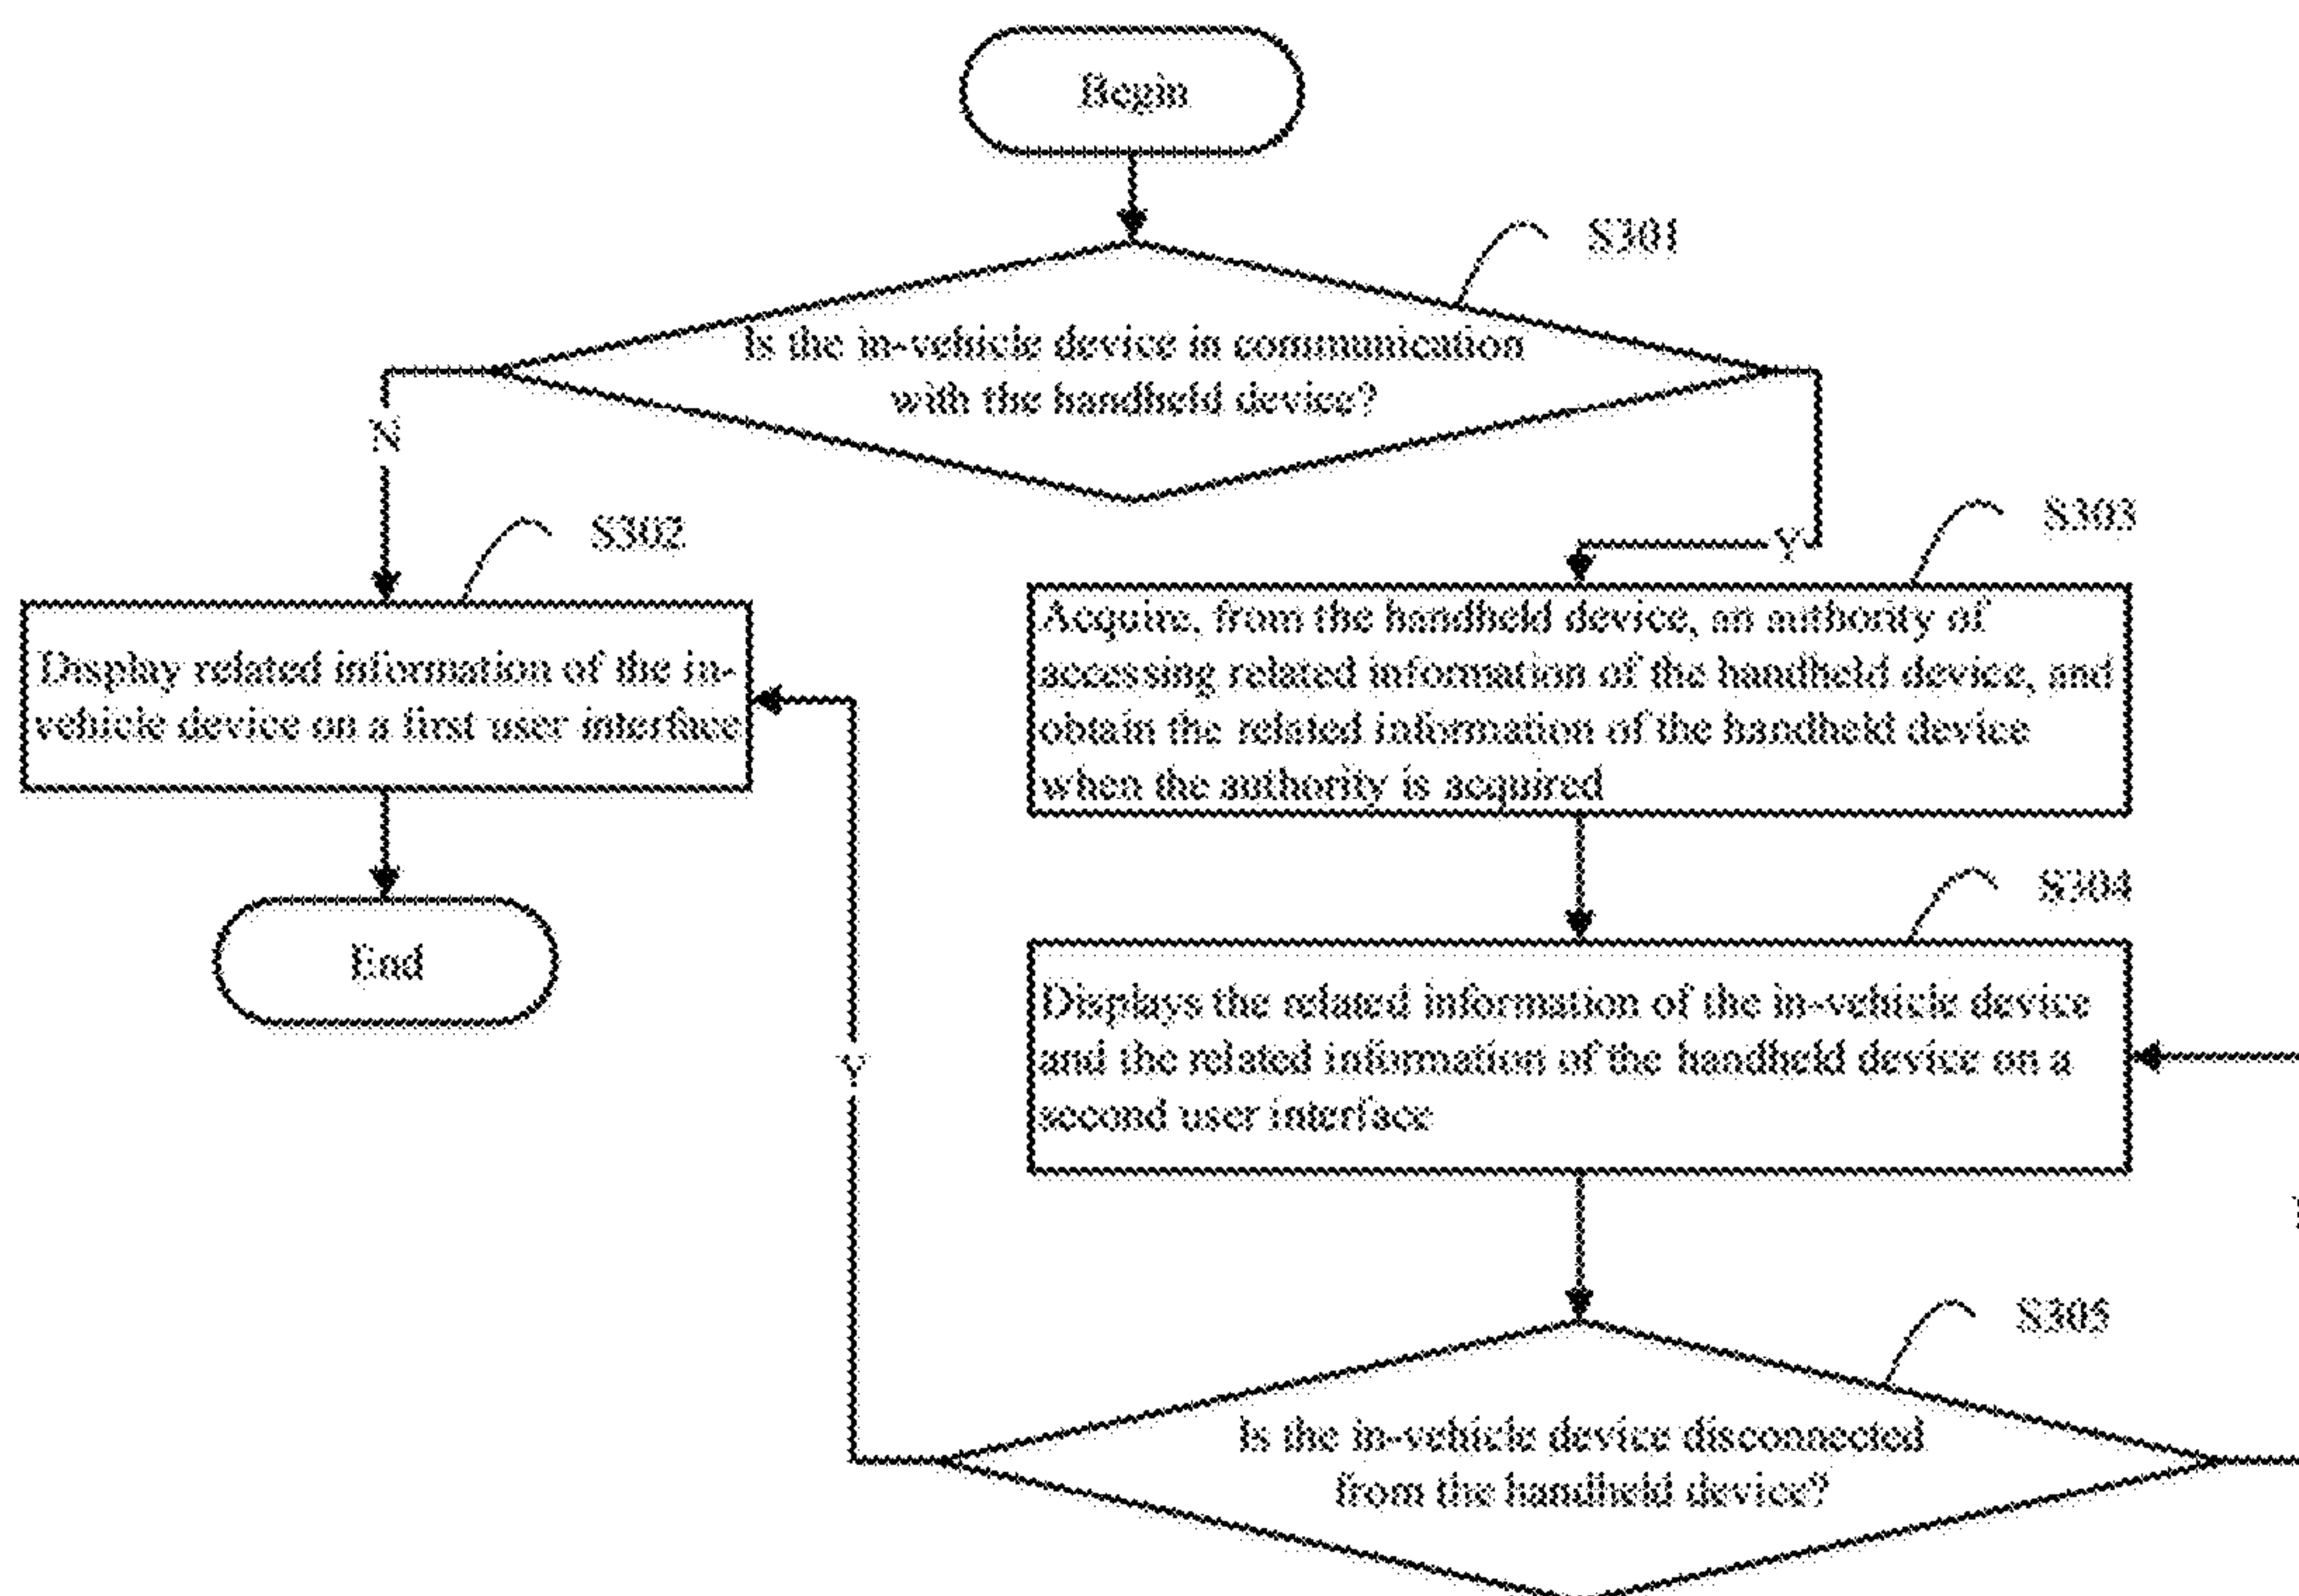 Begin
S301
Is the in-vehicle device in communication
with the handheld device?
N
Y
S302
Display related information of the in-
vehicle device on a first user interface
End
S303
Acquire, from the handheld device, an authority of
accessing related information of the handheld device, and
obtain the related information of the handheld device
when the authority is acquired
S304
Displays the related information of the in-vehicle device
and the related information of the handheld device on a
second user interface
Y
S305
Is the in-vehicle device disconnected
from the handheld device?